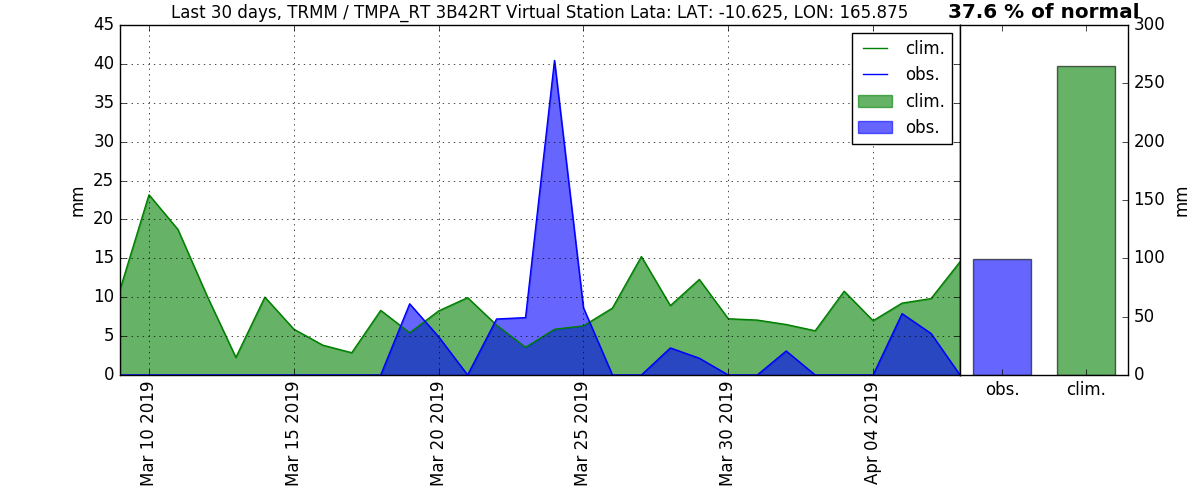 Last 30 days, TRMM / TMPA_RT 3B42RT Virtual Station Lata: LAT: -10.625, LON: 165.875
37.6 % of normal
45
40
35
30
25
20
15
10
5
0
mm
clim.
obs.
clim.
obs.
300
250
200
150
100
50
0
mm
Mar 10 2019
Mar 15 2019
Mar 20 2019
Mar 25 2019
Mar 30 2019
Apr 04 2019
obs.
clim.